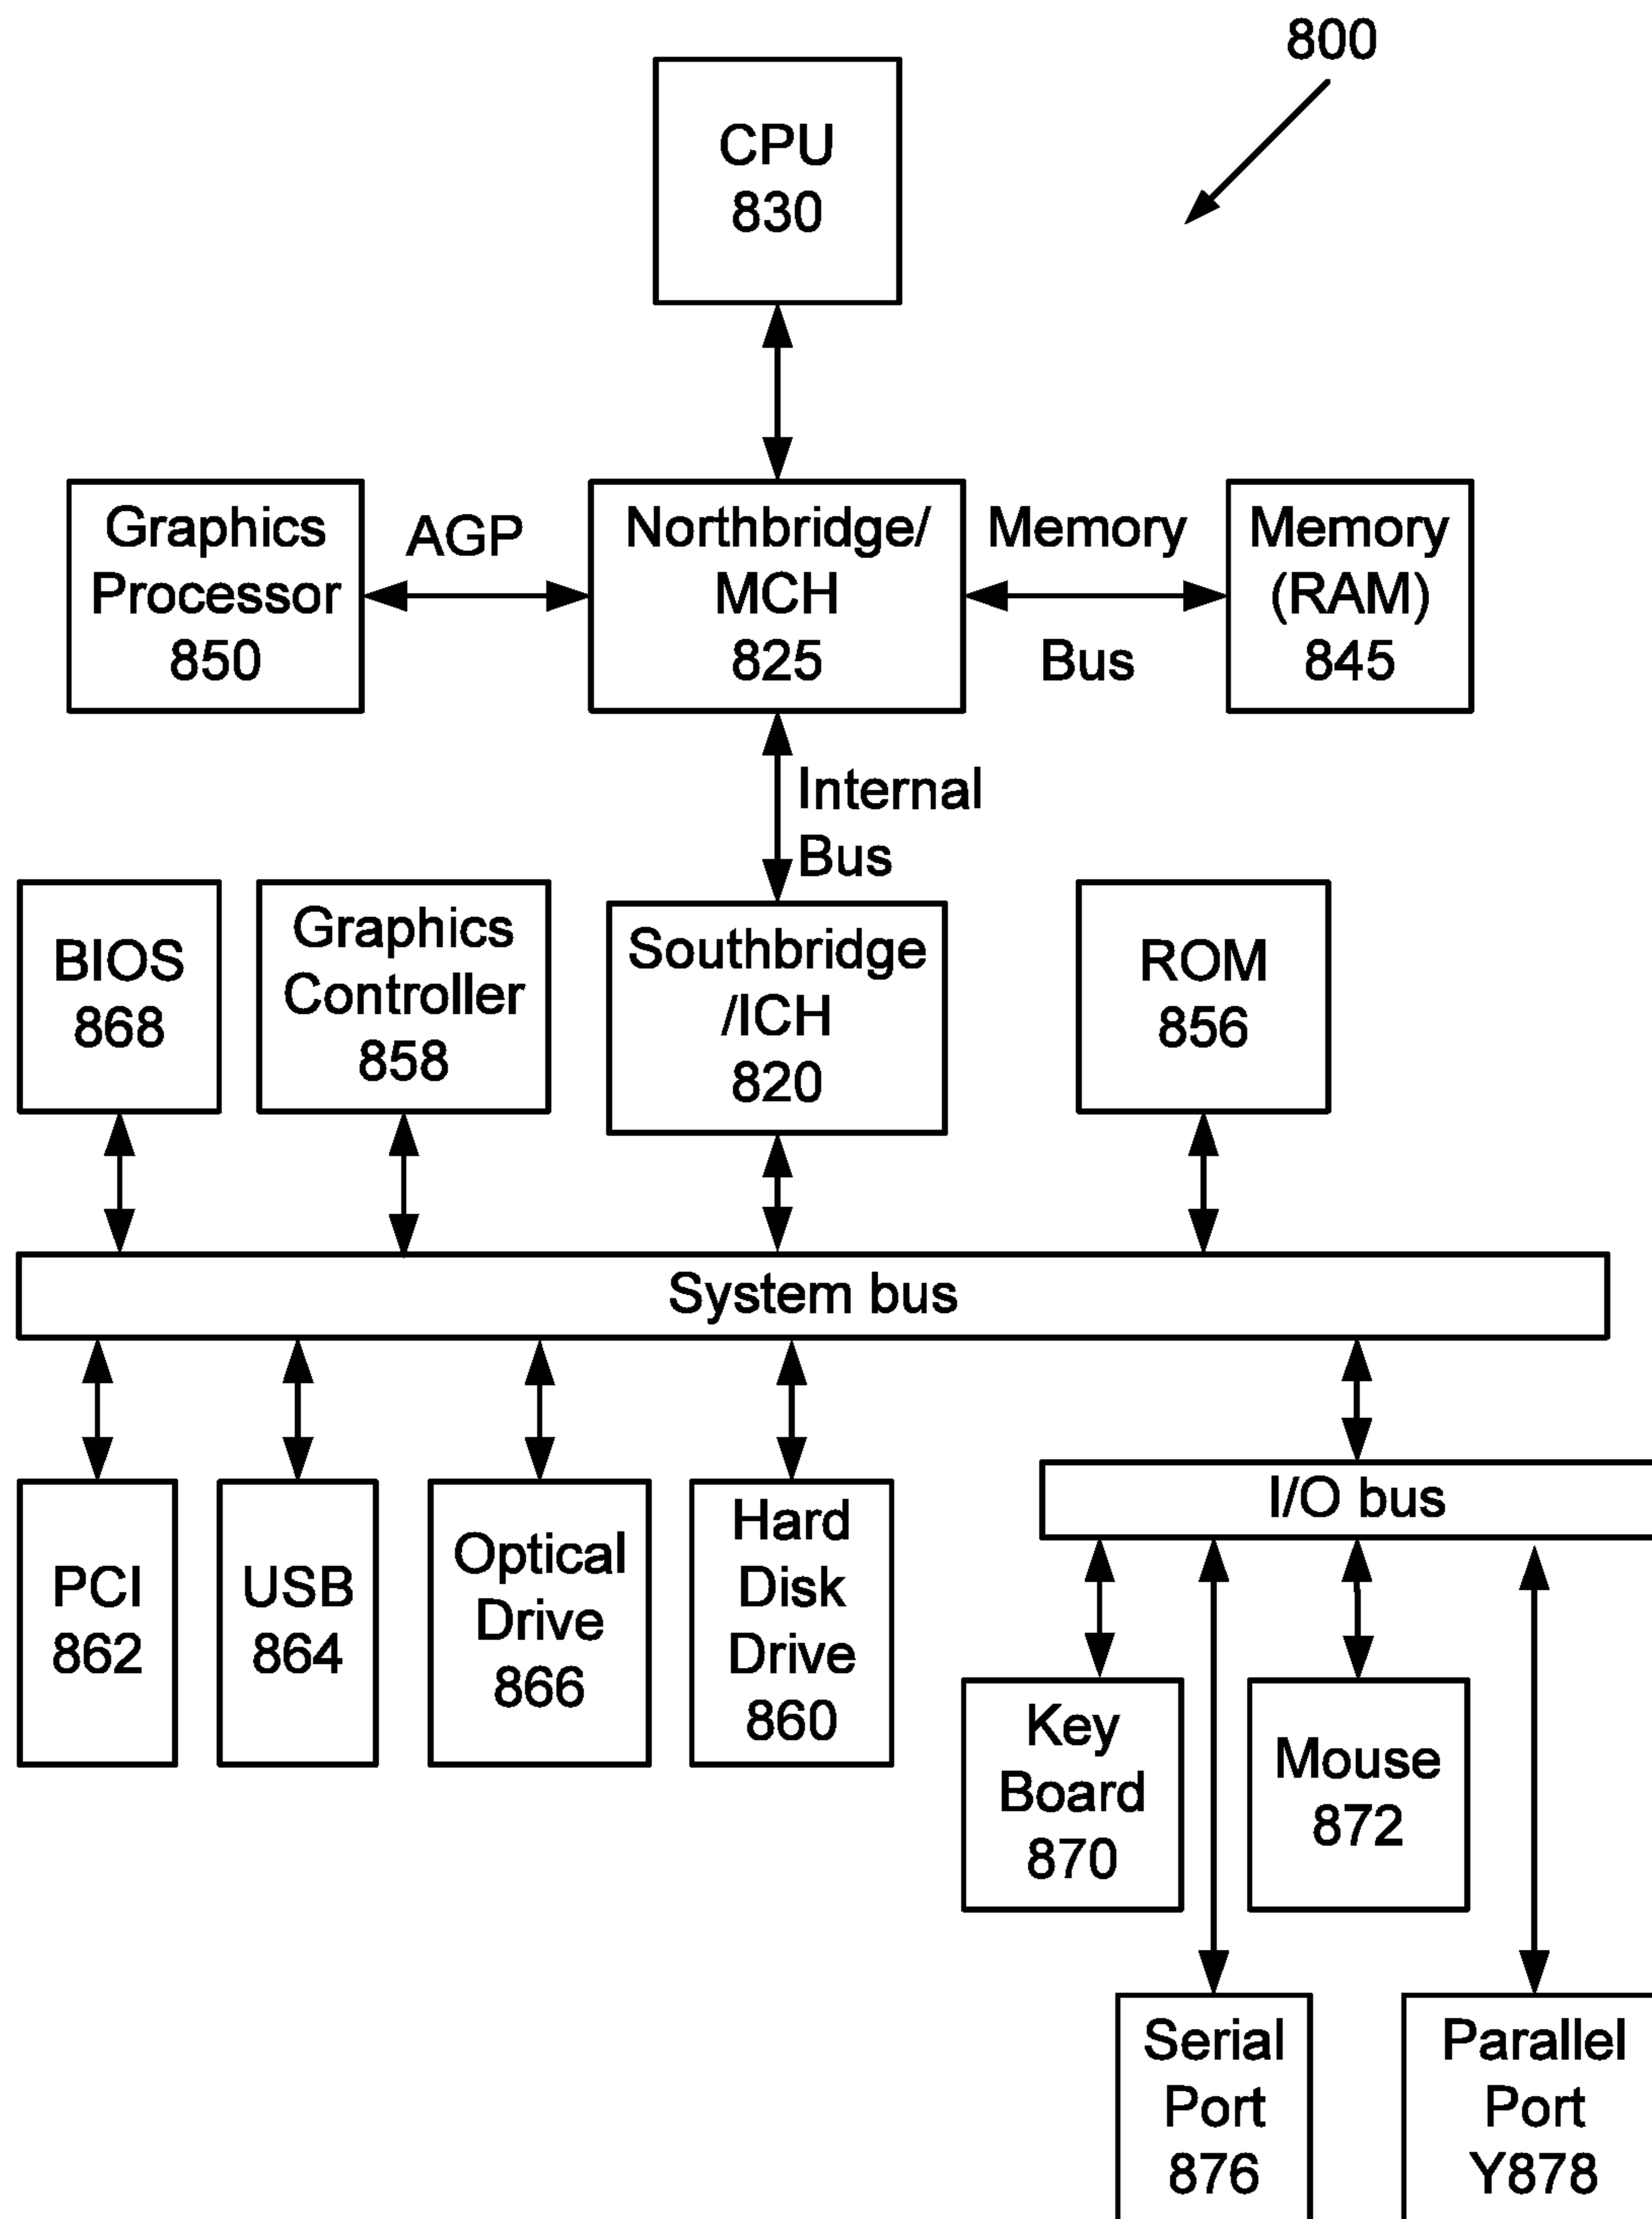 800
CPU
830
Graphics
Processor
850
AGP
Northbridge/
MCH
825
Memory
Bus
Memory
(RAM)
845
Internal
Bus
BIOS
868
Graphics
Controller
858
Southbridge
/ICH
820
ROM
856
System bus
PCI
862
USB
864
Optical
Drive
866
Hard
Disk
Drive
860
I/O bus
Key
Board
870
Mouse
872
Serial
Port
876
Parallel
Port
Y878